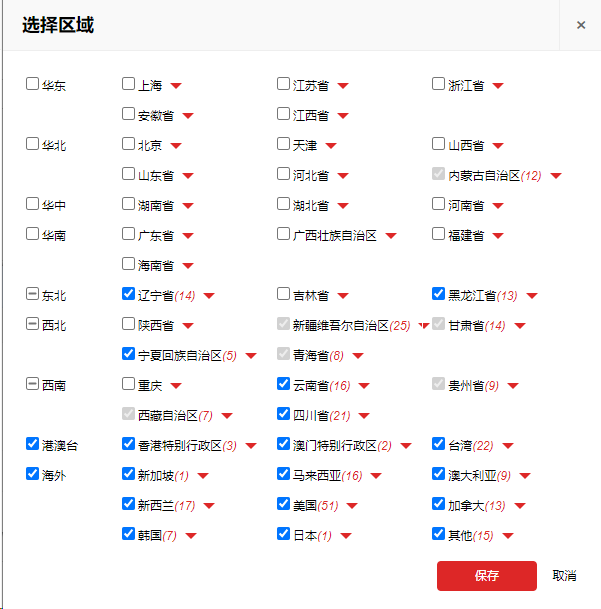 选择区域
华东 上海 江苏省 浙江省
安徽省 江西省
华北 北京 天津 山西省
山东省 河北省 内蒙古自治区(12)
华中 湖南省 湖北省 河南省
华南 广东省 广西壮族自治区 福建省
海南省
东北 辽宁省(14) 吉林省 黑龙江省(13)
西北 陕西省 新疆维吾尔自治区(25) 甘肃省(14)
宁夏回族自治区(5) 青海省(8)
西南 重庆 云南省(16) 贵州省(9)
西藏自治区(7) 四川省(21)
港澳台 香港特别行政区(3) 澳门特别行政区(2) 台湾(22)
海外 新加坡(1) 马来西亚(16) 澳大利亚(9)
新西兰(17) 美国(51) 加拿大(13)
韩国(7) 日本(1) 其他(15)
保存 取消